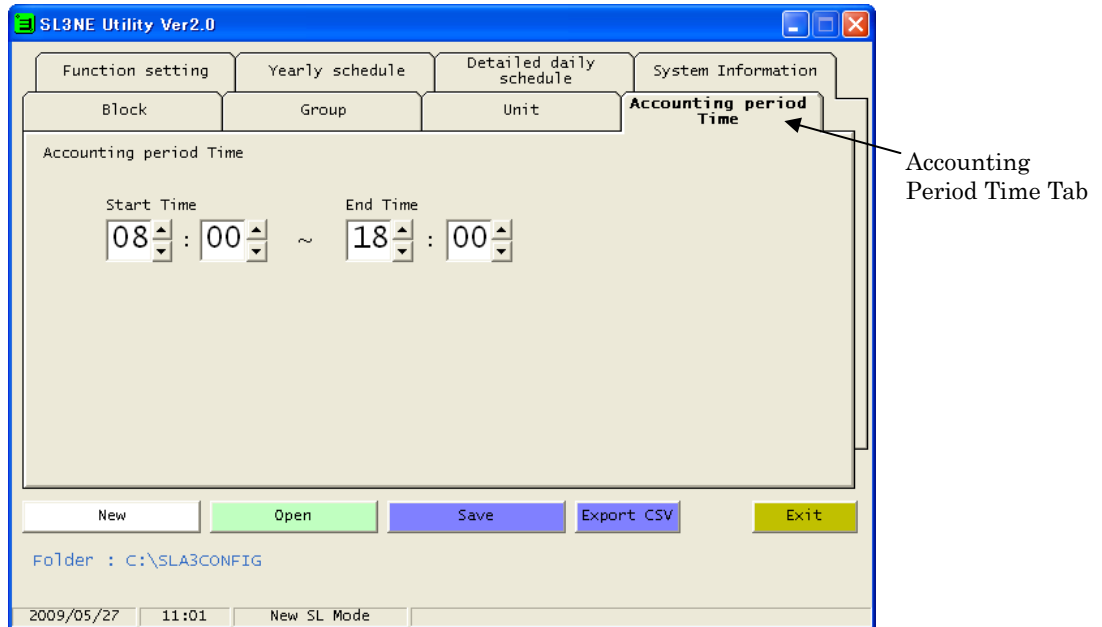 SL3NE Utility Ver2.0
Function setting
Yearly schedule
Detailed daily
schedule
System Information
Block
Group
Unit
Accounting period
Time
Accounting period Time
Accounting
Period Time Tab
Start Time
End Time
08 : 00 ~ 18 : 00
New
Open
Save
Export CSV
Exit
Folder : C:\SLA3CONFIG
2009/05/27
11:01
New SL Mode